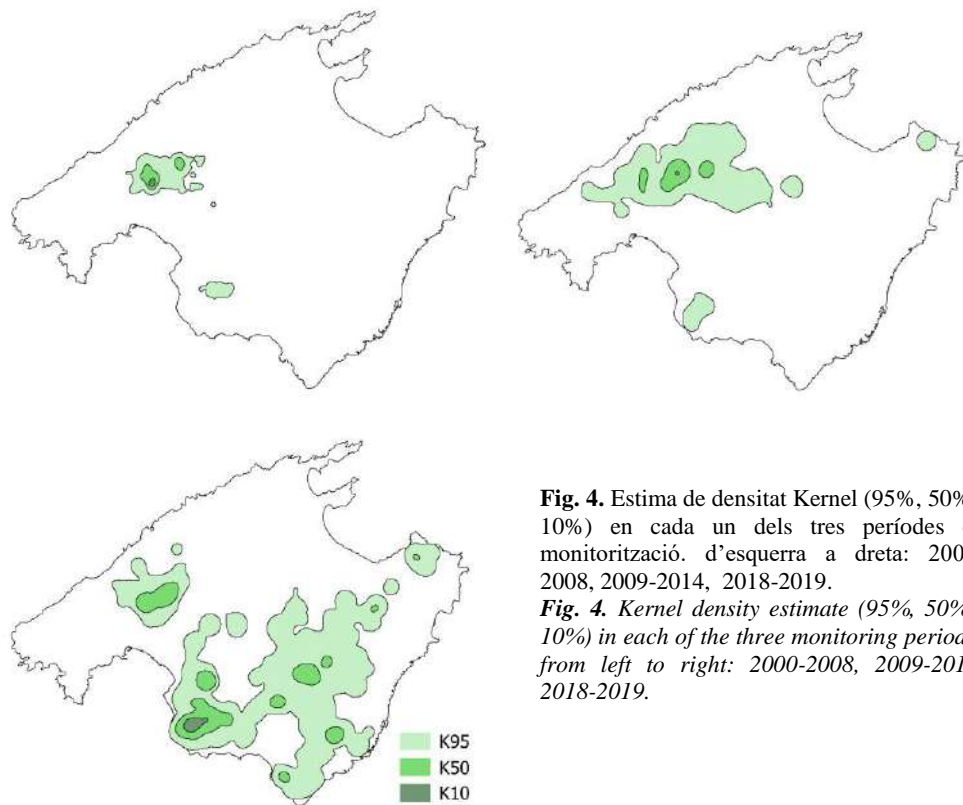 Fig. 4. Estima de densitat Kernel (95%, 50%
10%) en cada un dels tres períodes
monitorització. d'esquerra a dreta: 200
2008, 2009-2014, 2018-2019.
Fig. 4. Kernel density estimate (95%, 50%
10%) in each of the three monitoring period
from left to right: 2000-2008, 2009-201
2018-2019.
K95
K50
K10